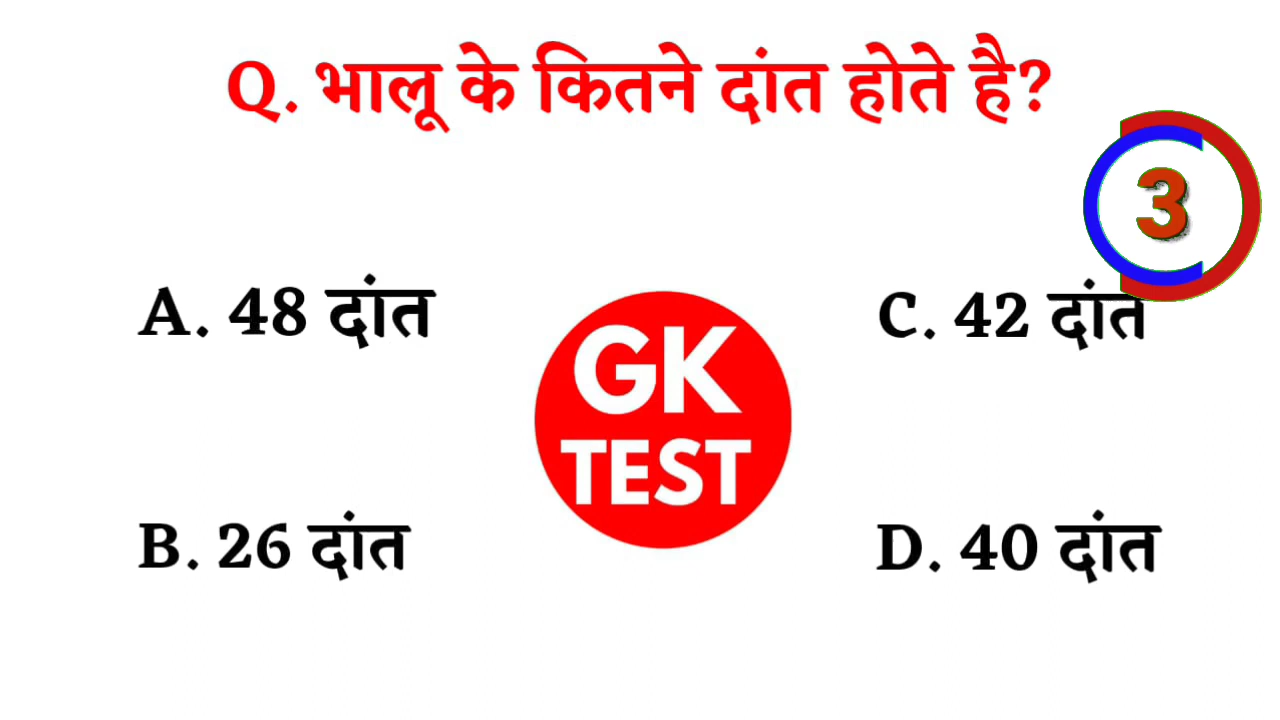 Q. भालू के कितने दांत होते है?
3
A. 48 दांत
C. 42 दांत
GK
TEST
B. 26 दांत
D. 40 दांत